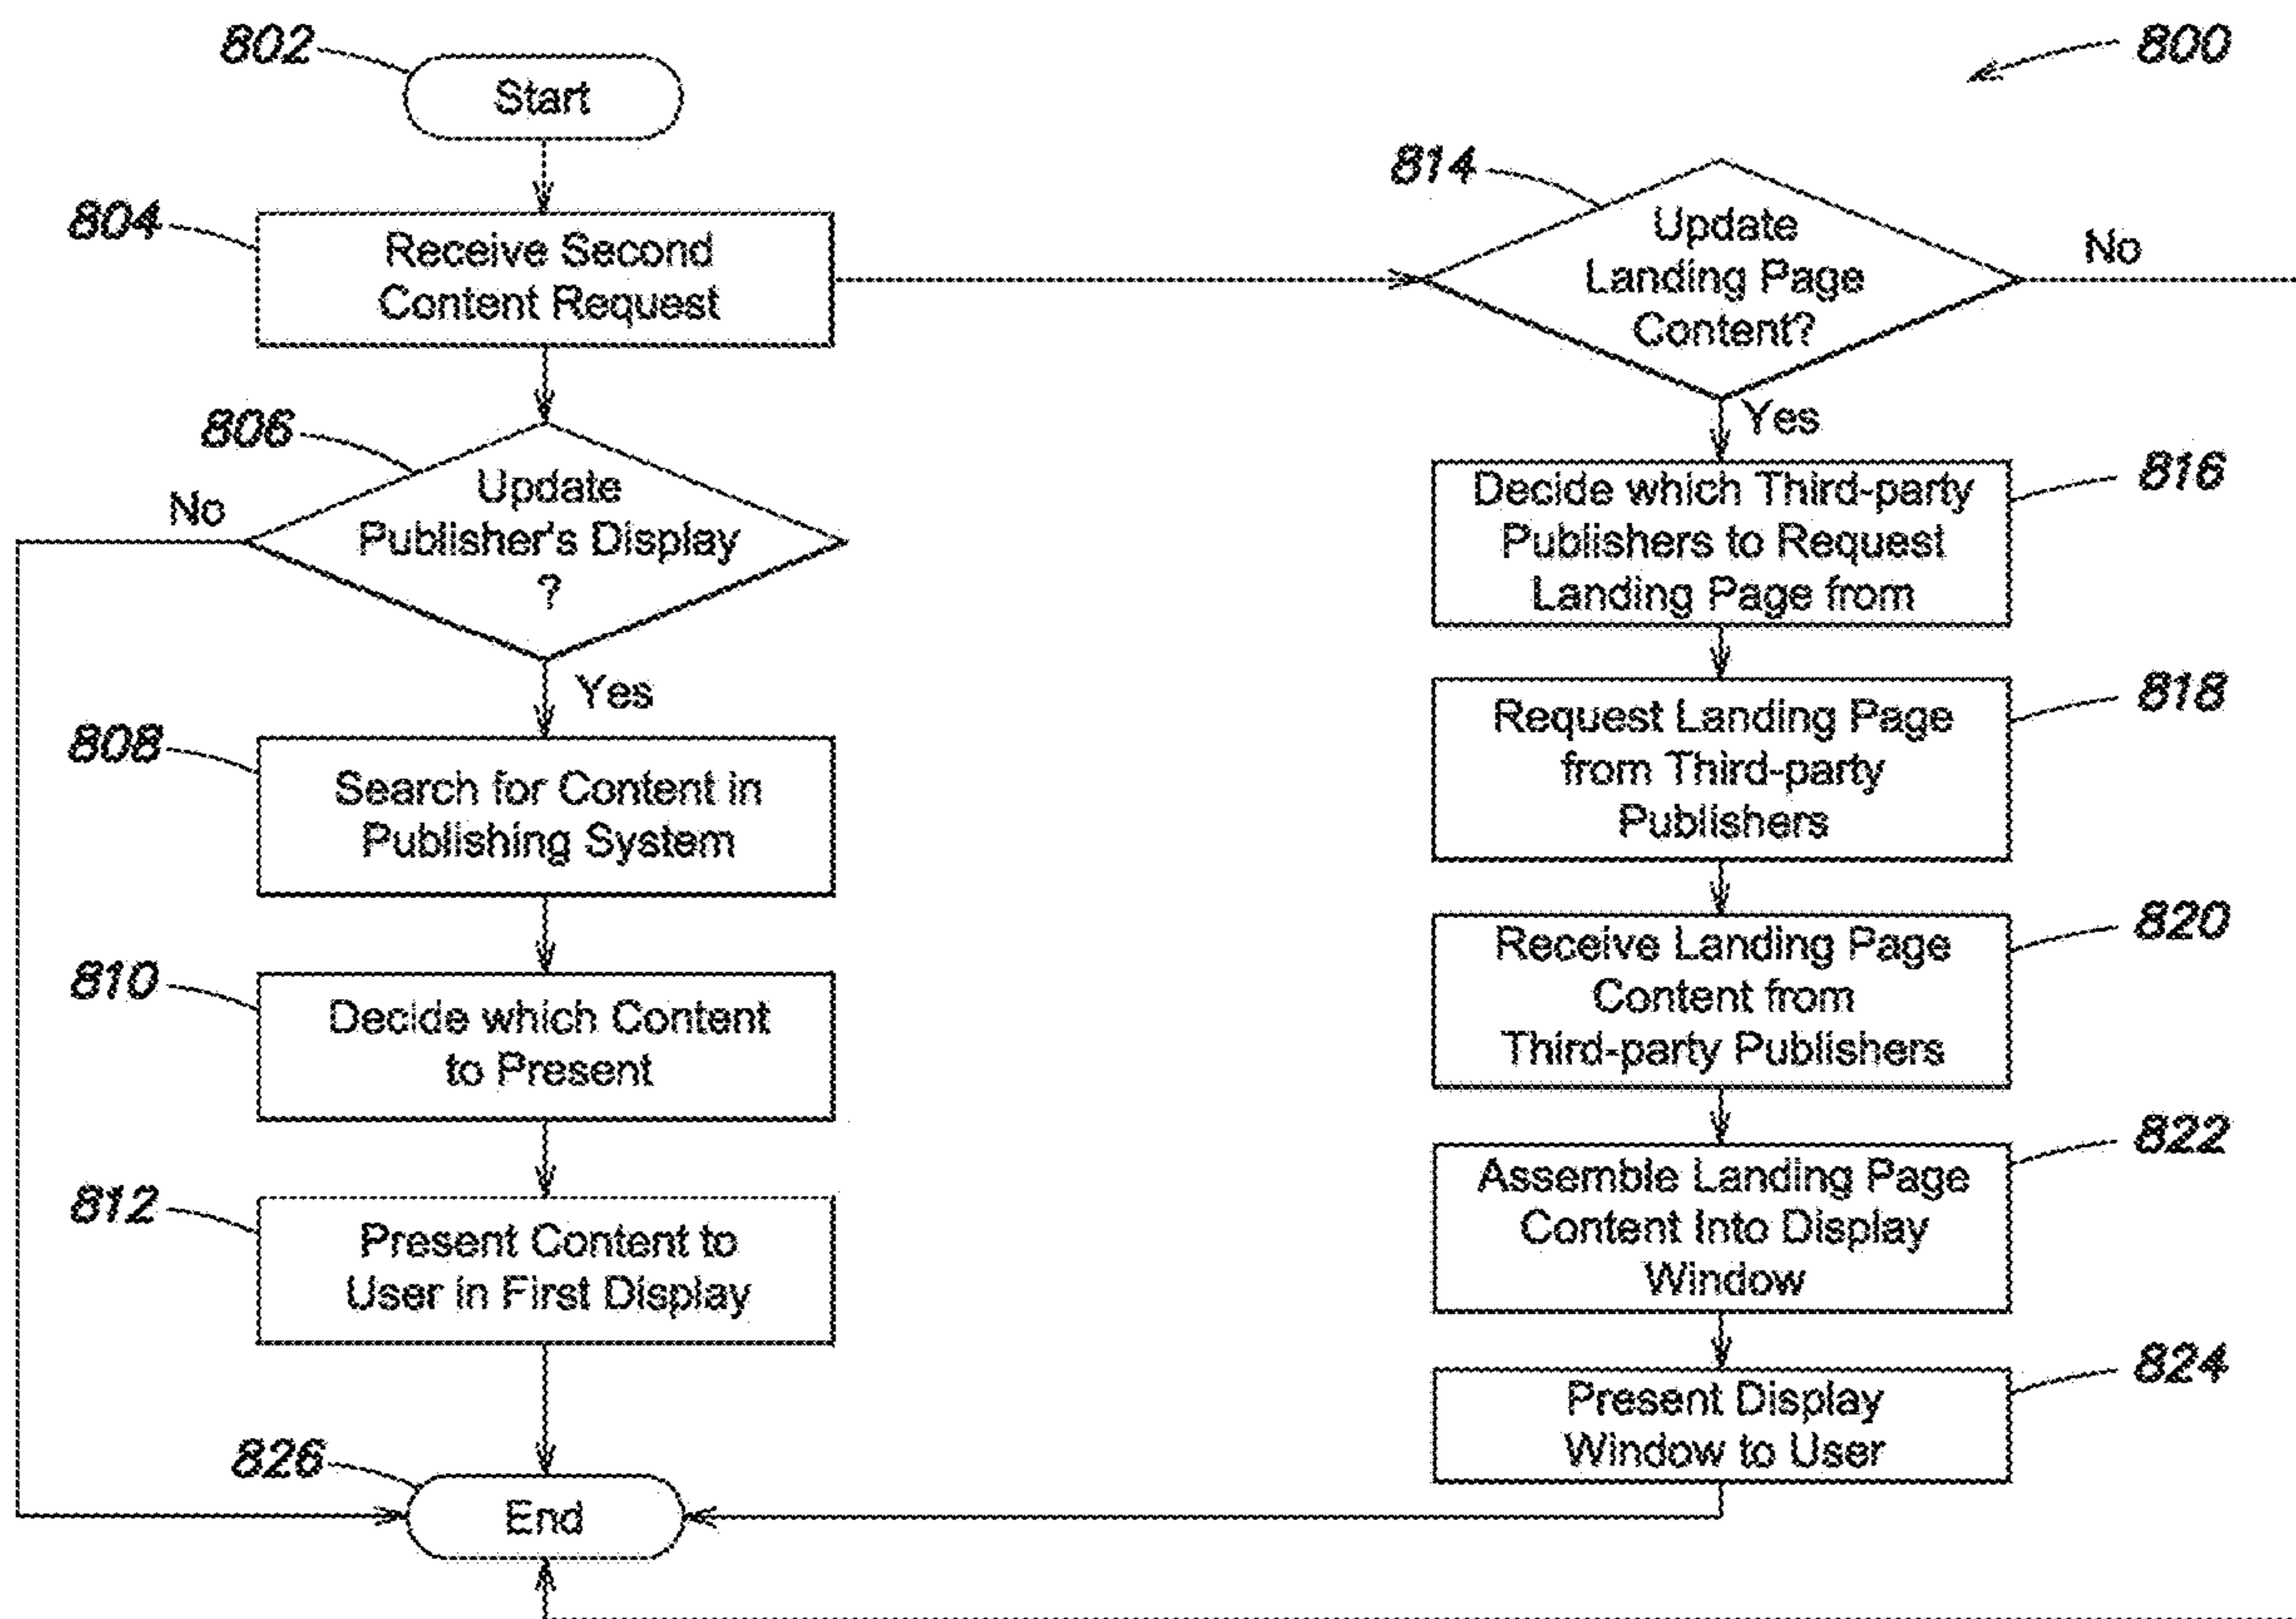 802
Start
800
804
Receive Second
Content Request
814
Update
Landing Page
Content?
No
Yes
806
Update
Publisher's Display
?
No
Yes
808
Search for Content in
Publishing System
810
Decide which Content
to Present
812
Present Content to
User in First Display
816
Decide which Third-party
Publishers to Request
Landing Page from
818
Request Landing Page
from Third-party
Publishers
820
Receive Landing Page
Content from
Third-party Publishers
822
Assemble Landing Page
Content Into Display
Window
824
Present Display
Window to User
826
End